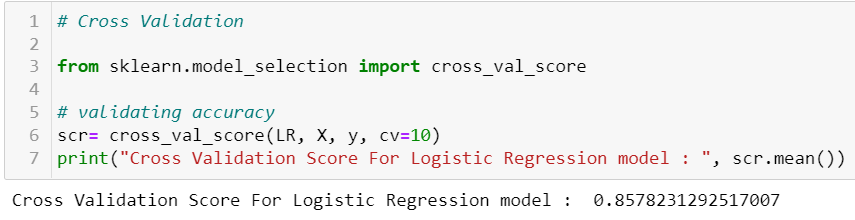 1 # Cross Validation
2
3 from sklearn.model_selection import cross_val_score
4
5 # validating accuracy
6 scr= cross_val_score(LR, X, y, cv=10)
7 print("Cross Validation Score For Logistic Regression model : ", scr.mean())
Cross Validation Score For Logistic Regression model :  0.8578231292517007